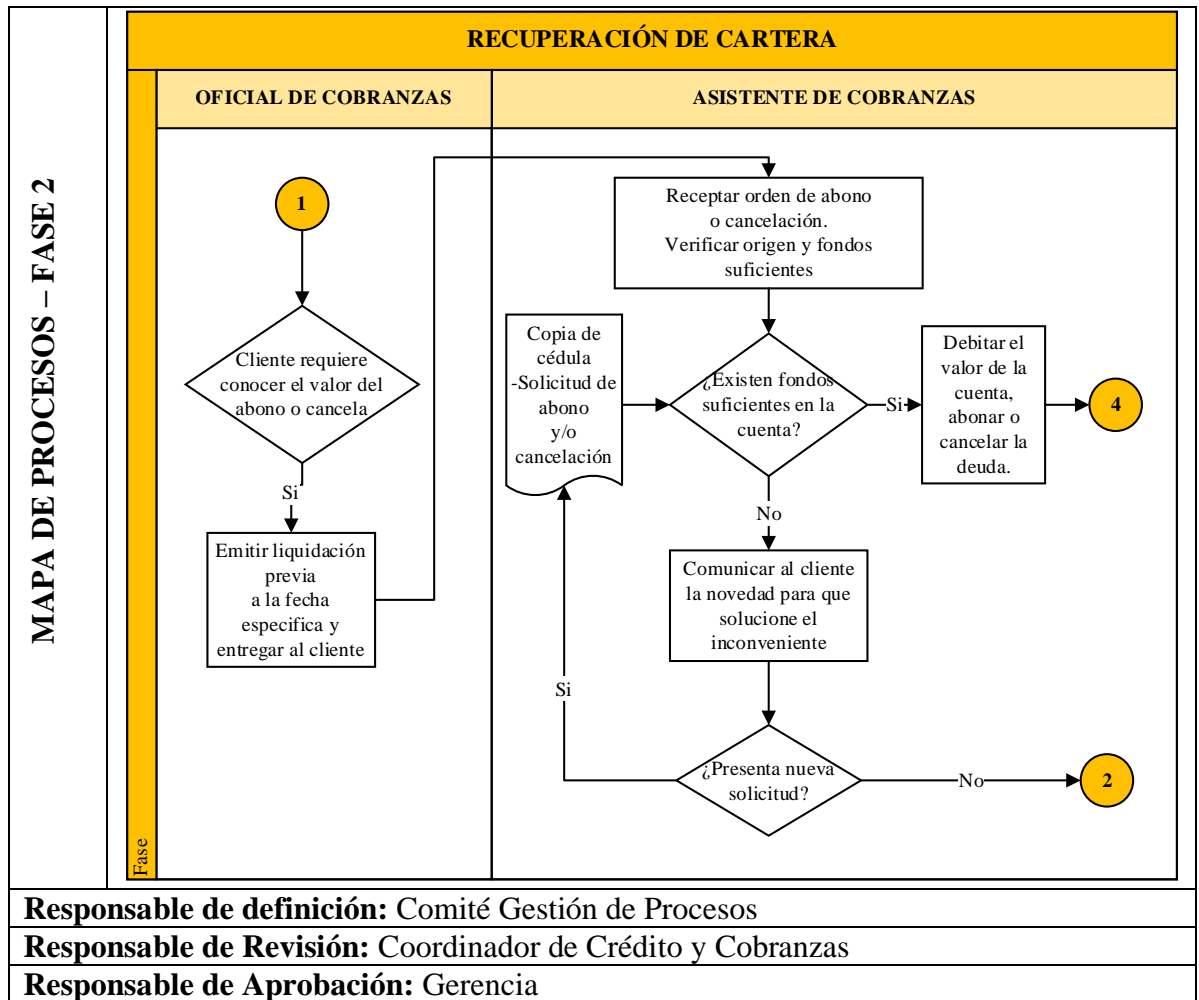 MAPA DE PROCESOS – FASE 2
RECUPERACIÓN DE CARTERA
OFICIAL DE COBRANZAS
ASISTENTE DE COBRANZAS
Fase
1
Cliente requiere
conocer el valor del
abono o cancela
Si
Emitir liquidación
previa
a la fecha
especifica y
entregar al cliente
Receptar orden de abono
o cancelación.
Verificar origen y fondos
suficientes
Copia de
cédula
-Solicitud de
abono
y/o
cancelación
¿Existen fondos
suficientes en la
cuenta?
Si
Debitar el
valor de la
cuenta,
abonar o
cancelar la
deuda.
4
No
Comunicar al cliente
la novedad para que
solucione el
inconveniente
Si
¿Presenta nueva
solicitud?
No
2
Responsable de definición: Comité Gestión de Procesos
Responsable de Revisión: Coordinador de Crédito y Cobranzas
Responsable de Aprobación: Gerencia